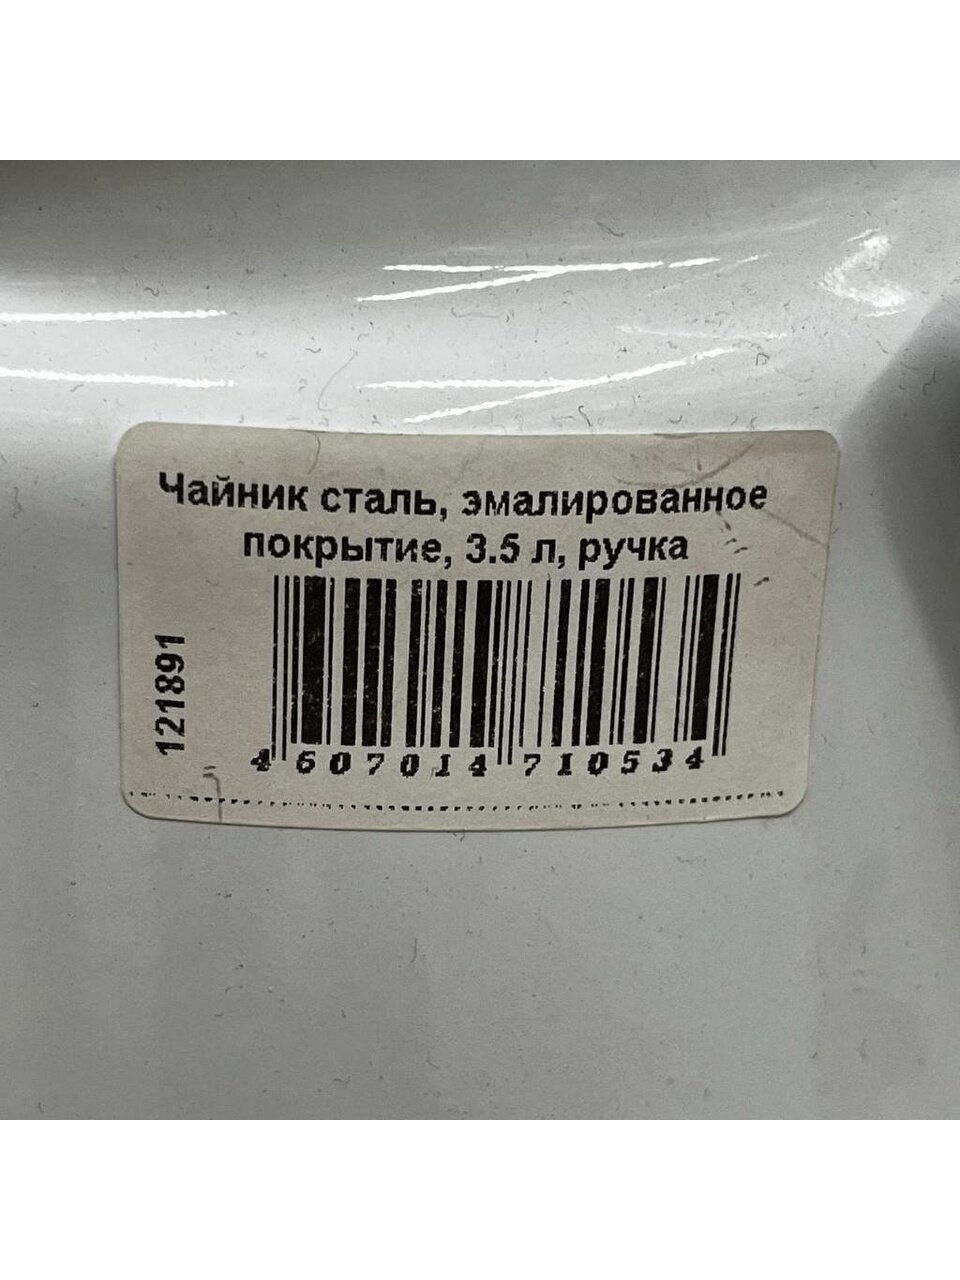 Чайник сталь, эмалированное
покрытие, 3.5 л, ручка
121891
4 607014 710534